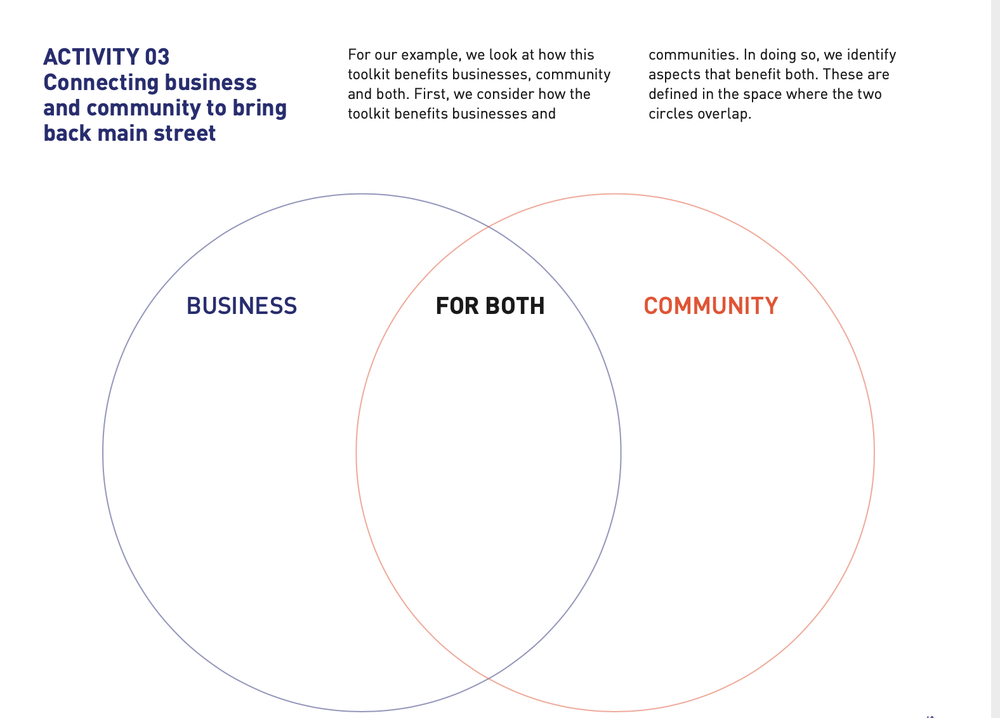 ACTIVITY 03
Connecting business
and community to bring
back main street
For our example, we look at how this
toolkit benefits businesses, community
and both. First, we consider how the
toolkit benefits businesses and
communities. In doing so, we identify
aspects that benefit both. These are
defined in the space where the two
circles overlap.
BUSINESS
FOR BOTH
COMMUNITY